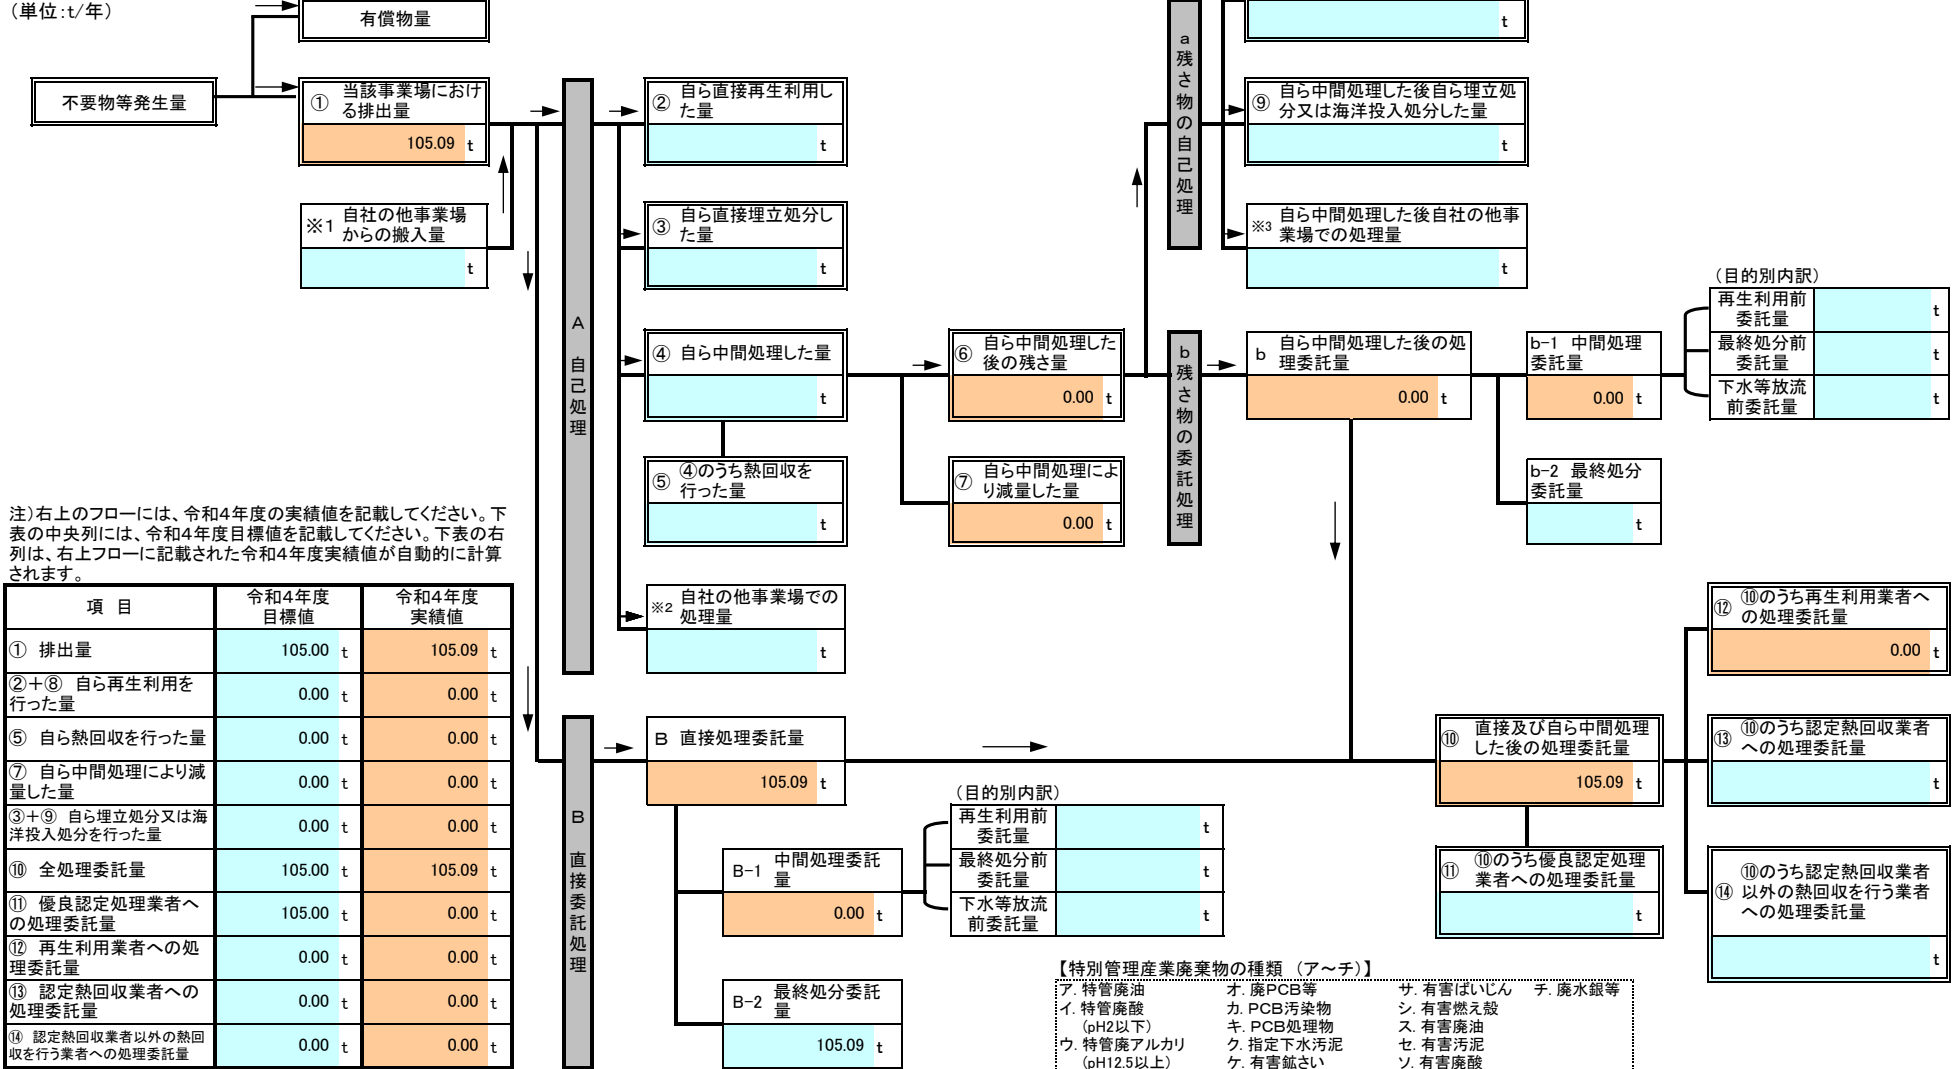 （単位：t/年）
有償物量
不要物等発生量
① 当該事業場におけ
る排出量
105.09 t
※1 自社の他事業場
からの搬入量
t
A 自己処理
② 自ら直接再生利用し
た量
t
③ 自ら直接埋立処分し
た量
t
④ 自ら中間処理した量
t
⑤ ④のうち熱回収を
行った量
t
※2 自社の他事業場での
処理量
t
⑥ 自ら中間処理した
後の残さ量
0.00 t
⑦ 自ら中間処理によ
り減量した量
0.00 t
a 残さ物の自己処理
t
⑨ 自ら中間処理した後自ら埋立処
分又は海洋投入処分した量
t
※3 自ら中間処理した後自社の他事
業場での処理量
t
b 残さ物の委託処理
b 自ら中間処理した後の処
理委託量
0.00 t
b-1 中間処理
委託量
0.00 t
b-2 最終処分
委託量
t
（目的別内訳）
再生利用前
委託量
t
最終処分前
委託量
t
下水等放流
前委託量
t
注）右上のフローには、令和4年度の実績値を記載してください。下
表の中央列には、令和4年度目標値を記載してください。下表の右
列は、右上フローに記載された令和4年度実績値が自動的に計算
されます。
項 目 令和4年度
目標値 令和4年度
実績値
① 排出量 105.00 t 105.09 t
②＋⑧ 自ら再生利用を
行った量 0.00 t 0.00 t
⑤ 自ら熱回収を行った量 0.00 t 0.00 t
⑦ 自ら中間処理により減
量した量 0.00 t 0.00 t
③＋⑨ 自ら埋立処分又は海
洋投入処分を行った量 0.00 t 0.00 t
⑩ 全処理委託量 105.00 t 105.09 t
⑪ 優良認定処理業者へ
の処理委託量 105.00 t 0.00 t
⑫ 再生利用業者への処
理委託量 0.00 t 0.00 t
⑬ 認定熱回収業者への
処理委託量 0.00 t 0.00 t
⑭ 認定熱回収業者以外の熱回
収を行う業者への処理委託量 0.00 t 0.00 t
B 直接委託処理
B 直接処理委託量
105.09 t
B-1 中間処理委託
量
0.00 t
B-2 最終処分委託
量
105.09 t
（目的別内訳）
再生利用前
委託量
t
最終処分前
委託量
t
下水等放流
前委託量
t
⑩ 直接及び自ら中間処理
した後の処理委託量
105.09 t
⑪ ⑩のうち優良認定処理
業者への処理委託量
t
⑫ ⑩のうち再生利用業者へ
の処理委託量
0.00 t
⑬ ⑩のうち認定熱回収業者
への処理委託量
t
⑭ ⑩のうち認定熱回収業者
以外の熱回収を行う業者
への処理委託量
t
【特別管理産業廃棄物の種類 （ア～チ）】
ア. 特管廃油 オ. 廃PCB等 サ. 有害ばいじん チ. 廃水銀等
イ. 特管廃酸 カ. PCB汚染物 シ. 有害燃え殻
（pH2以下） キ. PCB処理物 ス. 有害廃油
ウ. 特管廃アルカリ ク. 指定下水汚泥 セ. 有害汚泥
（pH12.5以上） ケ. 有害鉱さい ソ. 有害廃酸